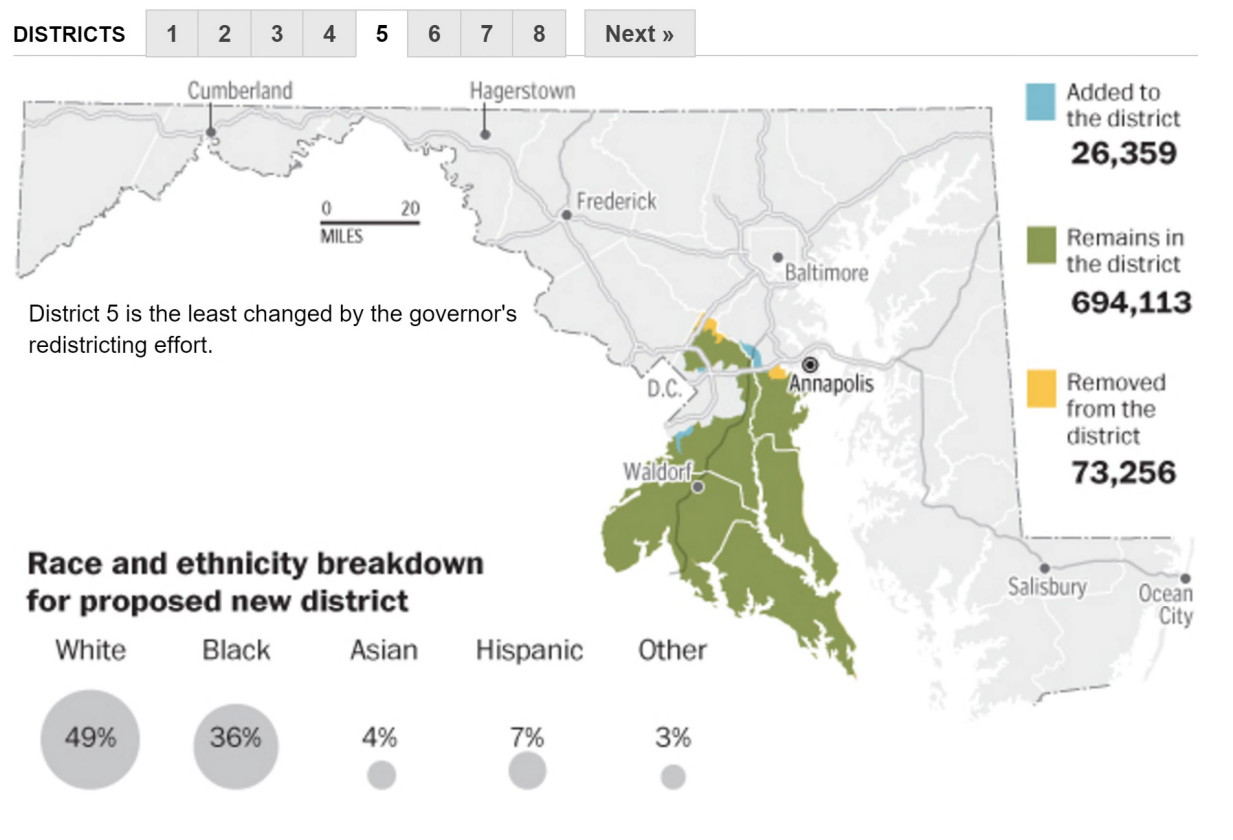 DISTRICTS 1 2 3 4 5 6 7 8 Next »
Cumberland
Hagerstown
Added to
the district
26,359
Frederick
0 20
MILES
Remains in
the district
694,113
Baltimore
District 5 is the least changed by the governor's
redistricting effort.
D.C.
Annapolis
Removed
from the
district
73,256
Waldorf
Salisbury
Ocean
City
Race and ethnicity breakdown
for proposed new district
White Black Asian Hispanic Other
49% 36% 4% 7% 3%